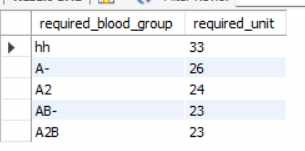 required_blood_group required_unit
hh 33
A- 26
A2 24
AB- 23
A2B 23